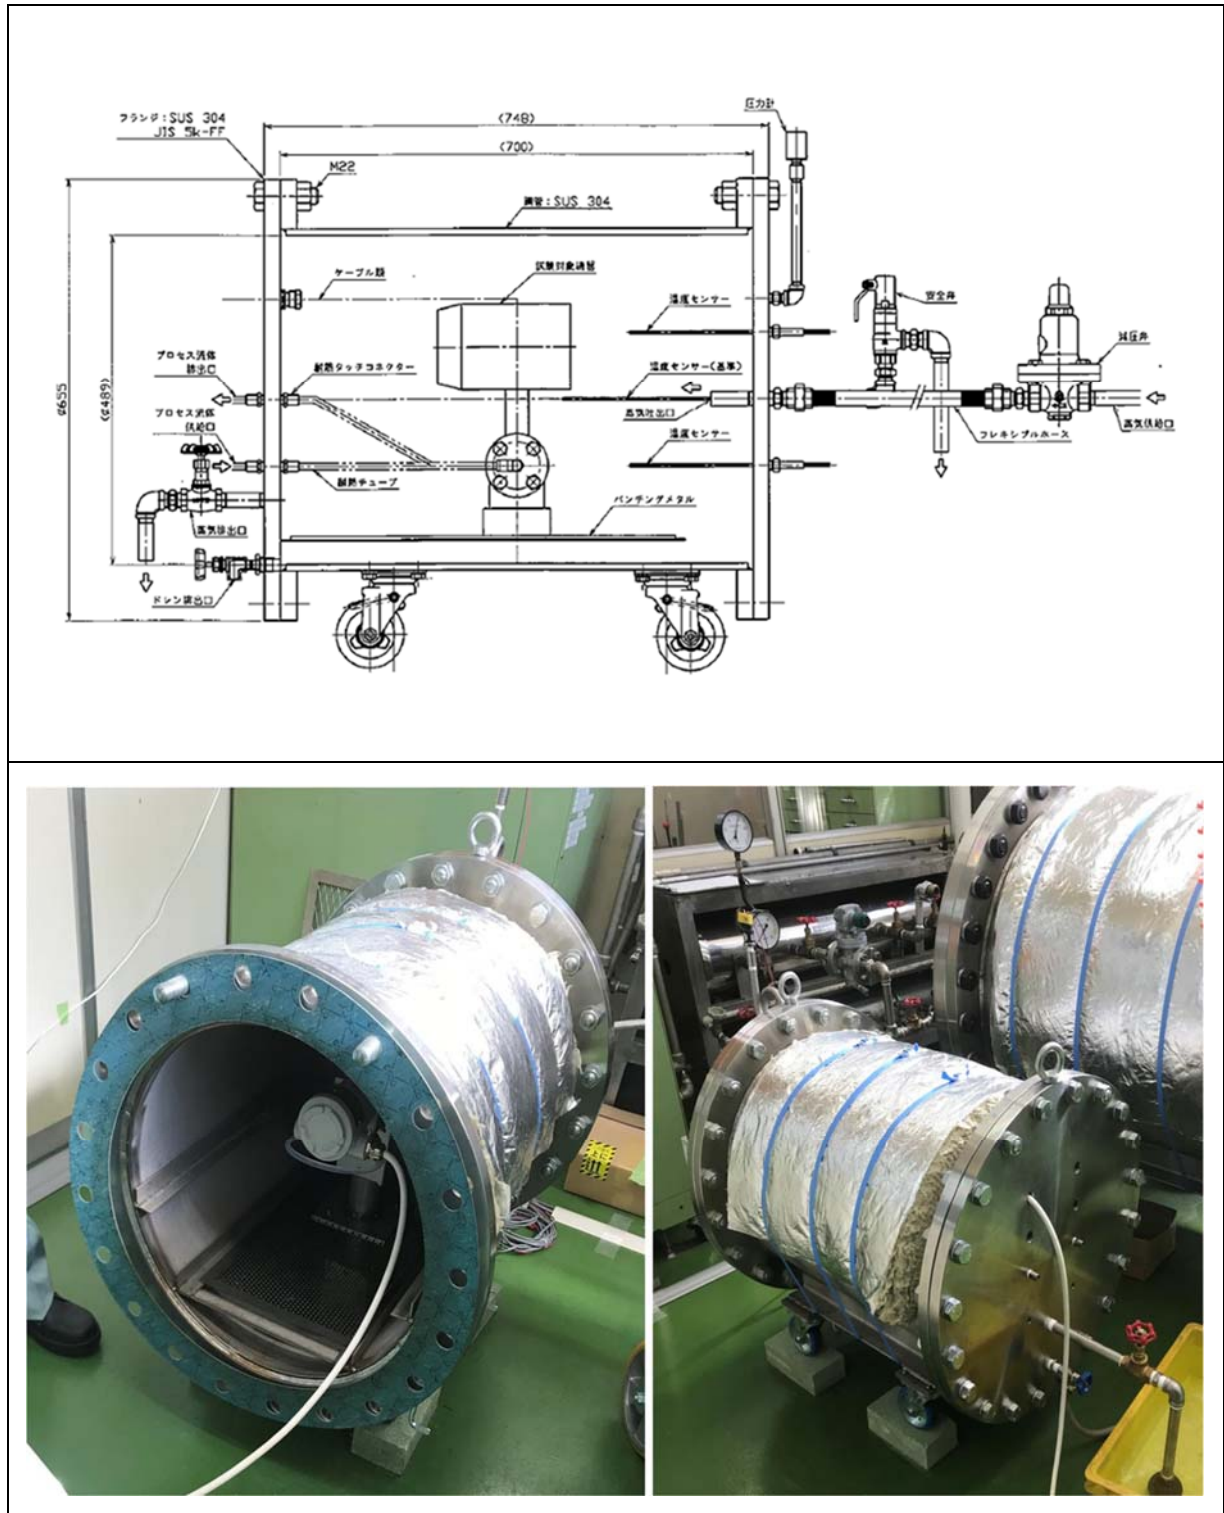 圧力計
フランジ：SUS 304
JIS 5k-FF
(748)
(700)
M22
鋼管：SUS 304
ケーブル類
試験対象装置
温度センサー
安全弁
減圧弁
プロセス流体
排出口
耐熱タッチコネクター
温度センサー(基準)
蒸気吐出口
蒸気供給口
フレキシブルホース
プロセス流体
供給口
温度センサー
耐熱チューブ
パンチングメタル
蒸気排出口
ドレン排出口
φ655
(φ489)